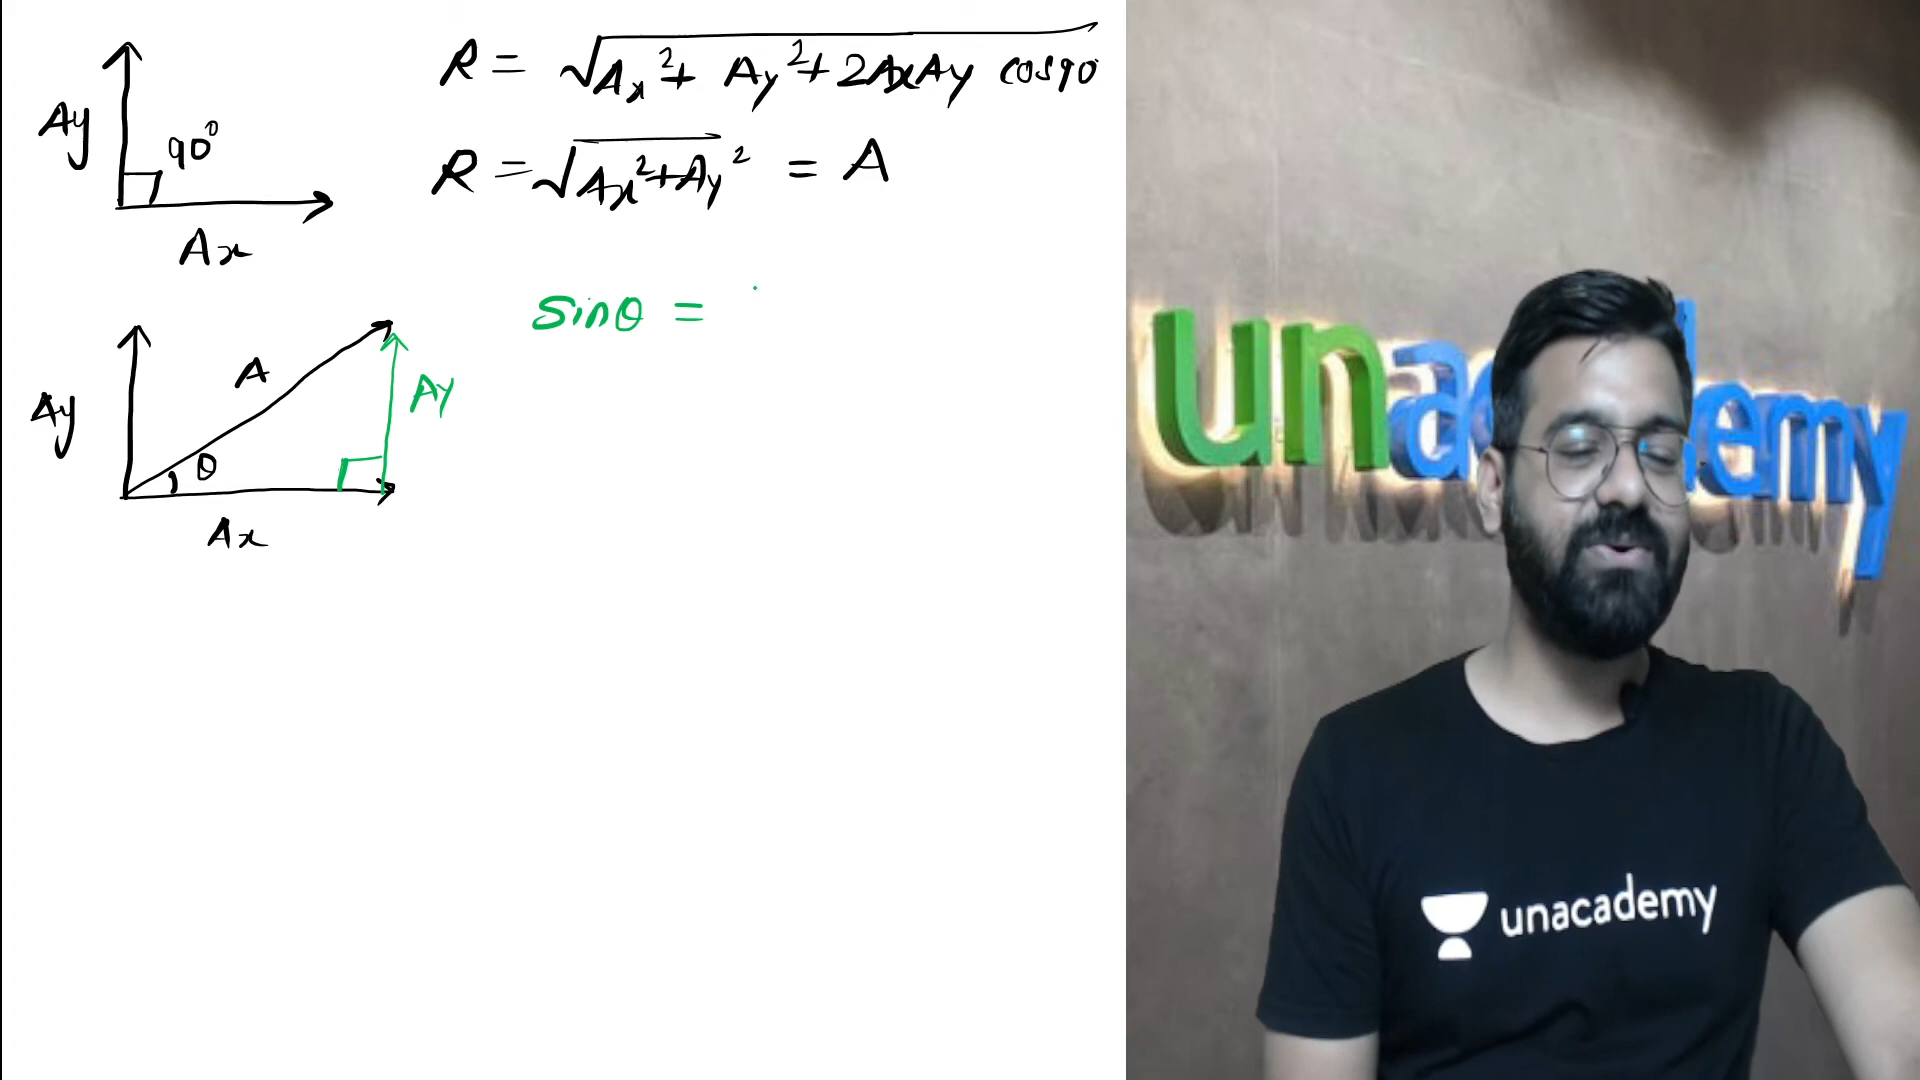 Ay
90°
Ax
R = √Ax²+ Ay²+2AxAy cos90
R = √Ax²+Ay² = A
sinθ =
A
Ay
Ay
θ
Ax
unacademy
unacademy